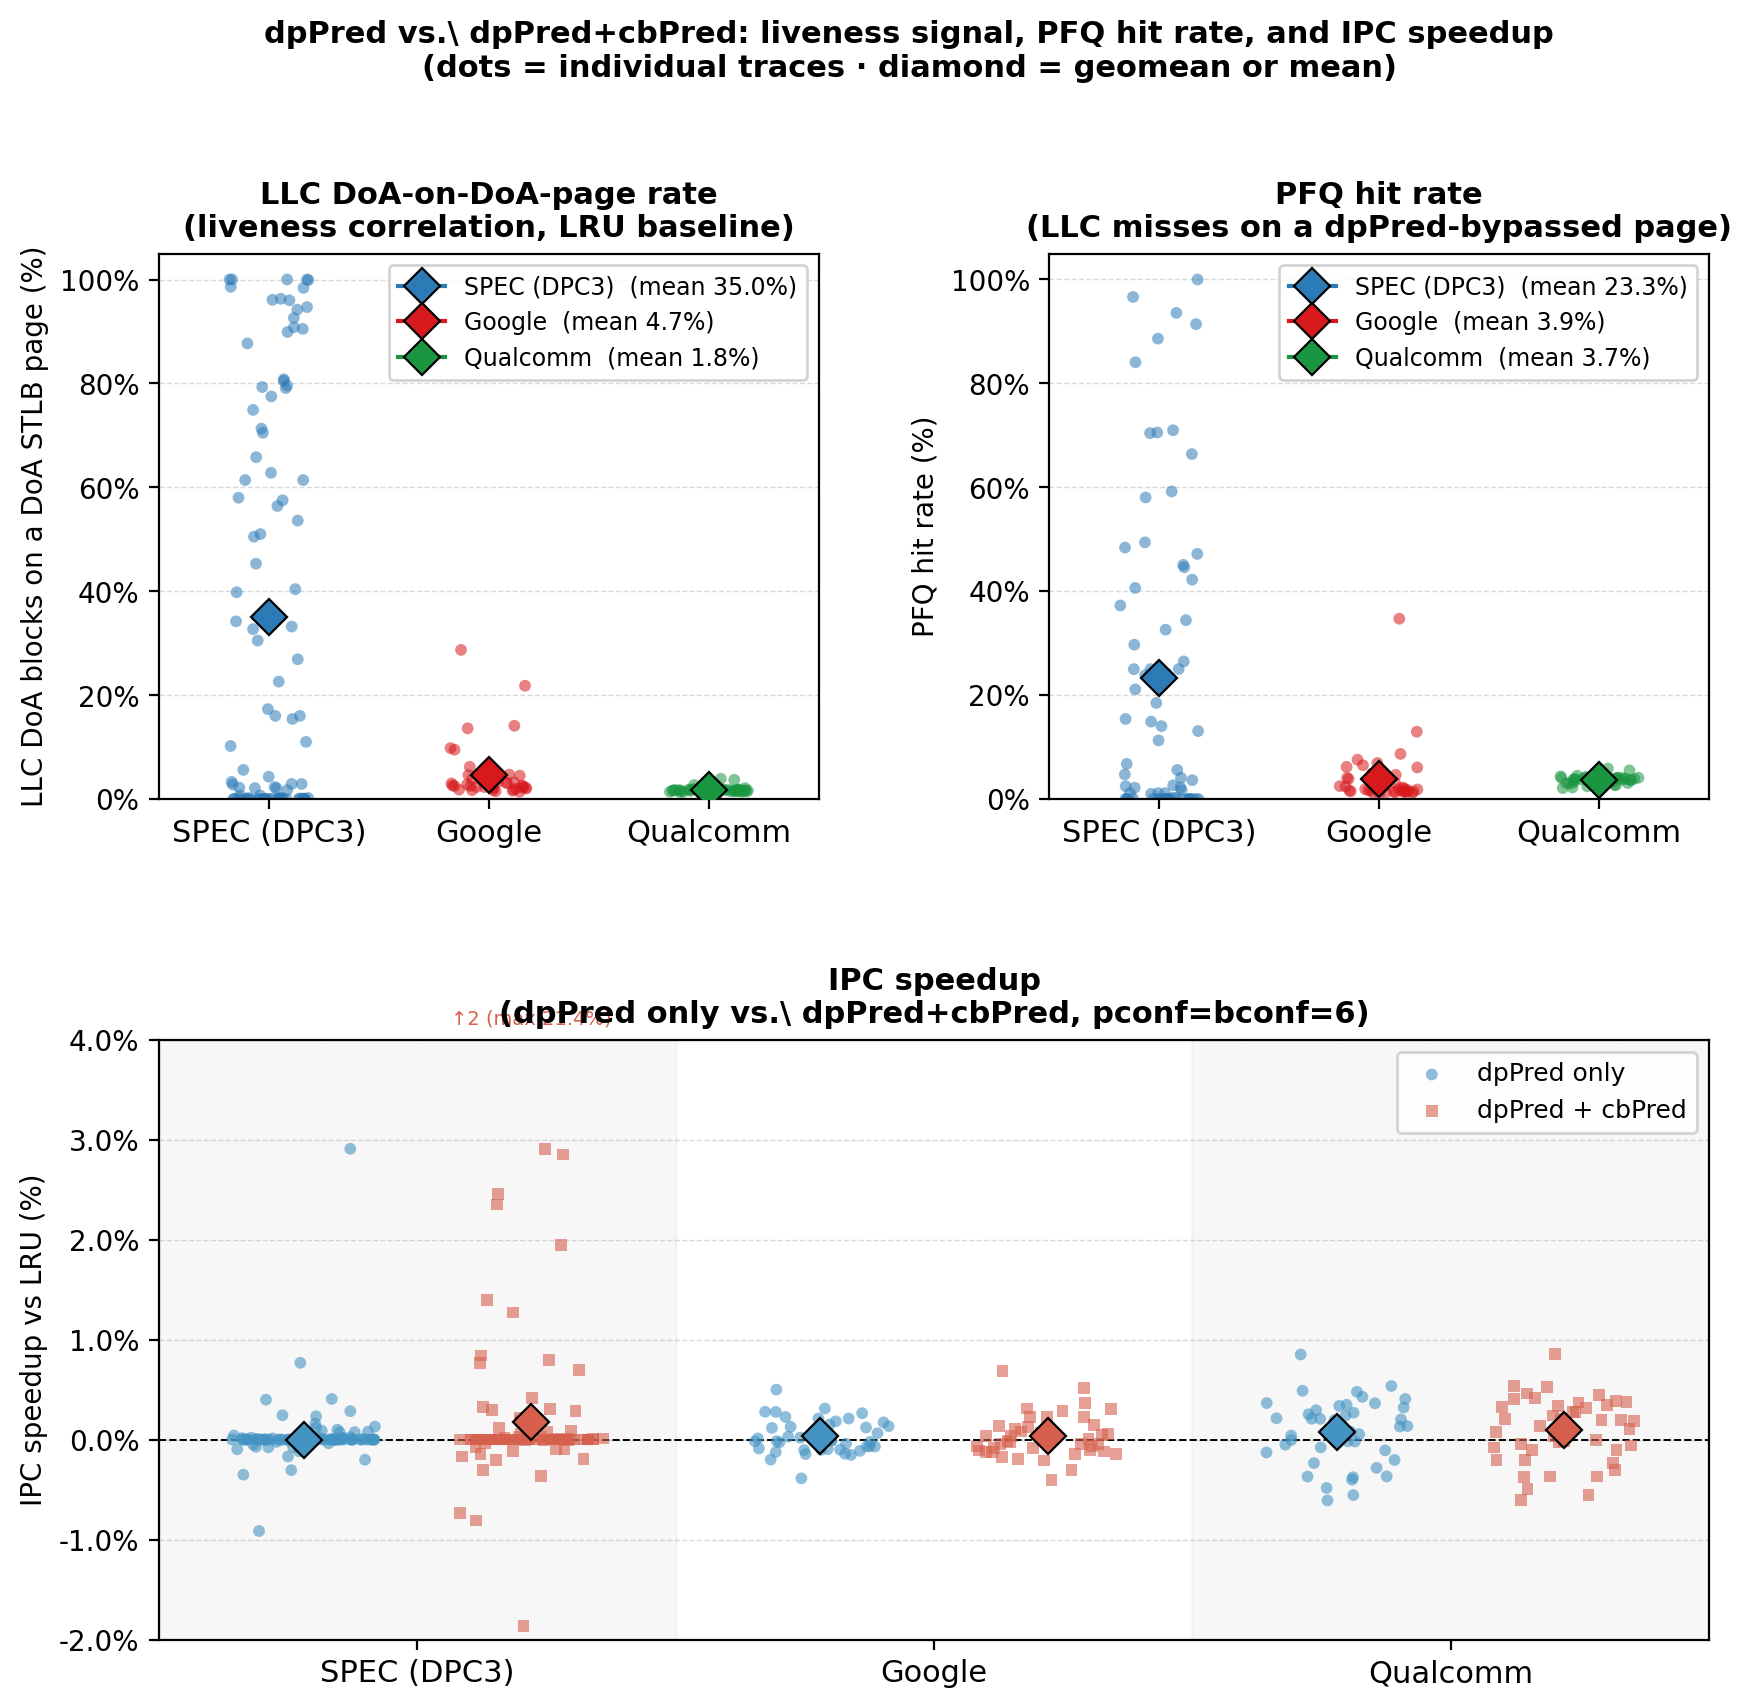 dpPred vs.\ dpPred+cbPred: liveness signal, PFQ hit rate, and IPC speedup
(dots = individual traces · diamond = geomean or mean)
LLC DoA-on-DoA-page rate
(liveness correlation, LRU baseline)
LLC DoA blocks on a DoA STLB page (%)
100%
80%
60%
40%
20%
0%
SPEC (DPC3) (mean 35.0%)
Google (mean 4.7%)
Qualcomm (mean 1.8%)
SPEC (DPC3)
Google
Qualcomm
PFQ hit rate
(LLC misses on a dpPred-bypassed page)
PFQ hit rate (%)
100%
80%
60%
40%
20%
0%
SPEC (DPC3) (mean 23.3%)
Google (mean 3.9%)
Qualcomm (mean 3.7%)
SPEC (DPC3)
Google
Qualcomm
IPC speedup
(dpPred only vs.\ dpPred+cbPred, pconf=bconf=6)
↑2 (max 21.4%)
IPC speedup vs LRU (%)
4.0%
3.0%
2.0%
1.0%
0.0%
-1.0%
-2.0%
dpPred only
dpPred + cbPred
SPEC (DPC3)
Google
Qualcomm